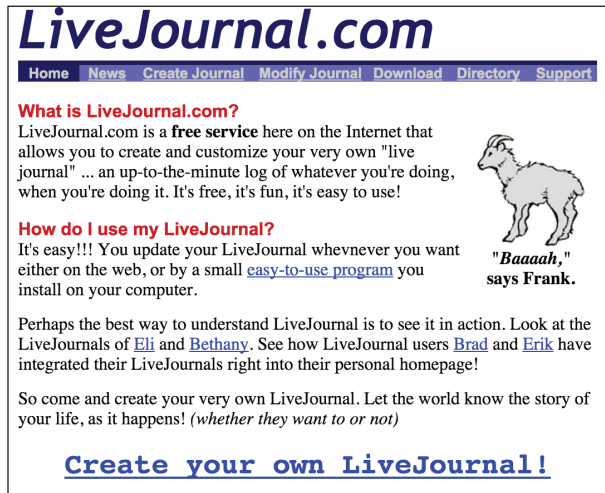 LiveJournal.com
Home News Create Journal Modify Journal Download Directory Support
What is LiveJournal.com?
LiveJournal.com is a free service here on the Internet that
allows you to create and customize your very own "live
journal" ... an up-to-the-minute log of whatever you're doing,
when you're doing it. It's free, it's fun, it's easy to use!
How do I use my LiveJournal?
It's easy!!! You update your LiveJournal whevnever you want
either on the web, or by a small easy-to-use program you
install on your computer.
"Baaaah,"
says Frank.
Perhaps the best way to understand LiveJournal is to see it in action. Look at the
LiveJournals of Eli and Bethany. See how LiveJournal users Brad and Erik have
integrated their LiveJournals right into their personal homepage!
So come and create your very own LiveJournal. Let the world know the story of
your life, as it happens! (whether they want to or not)
Create your own LiveJournal!